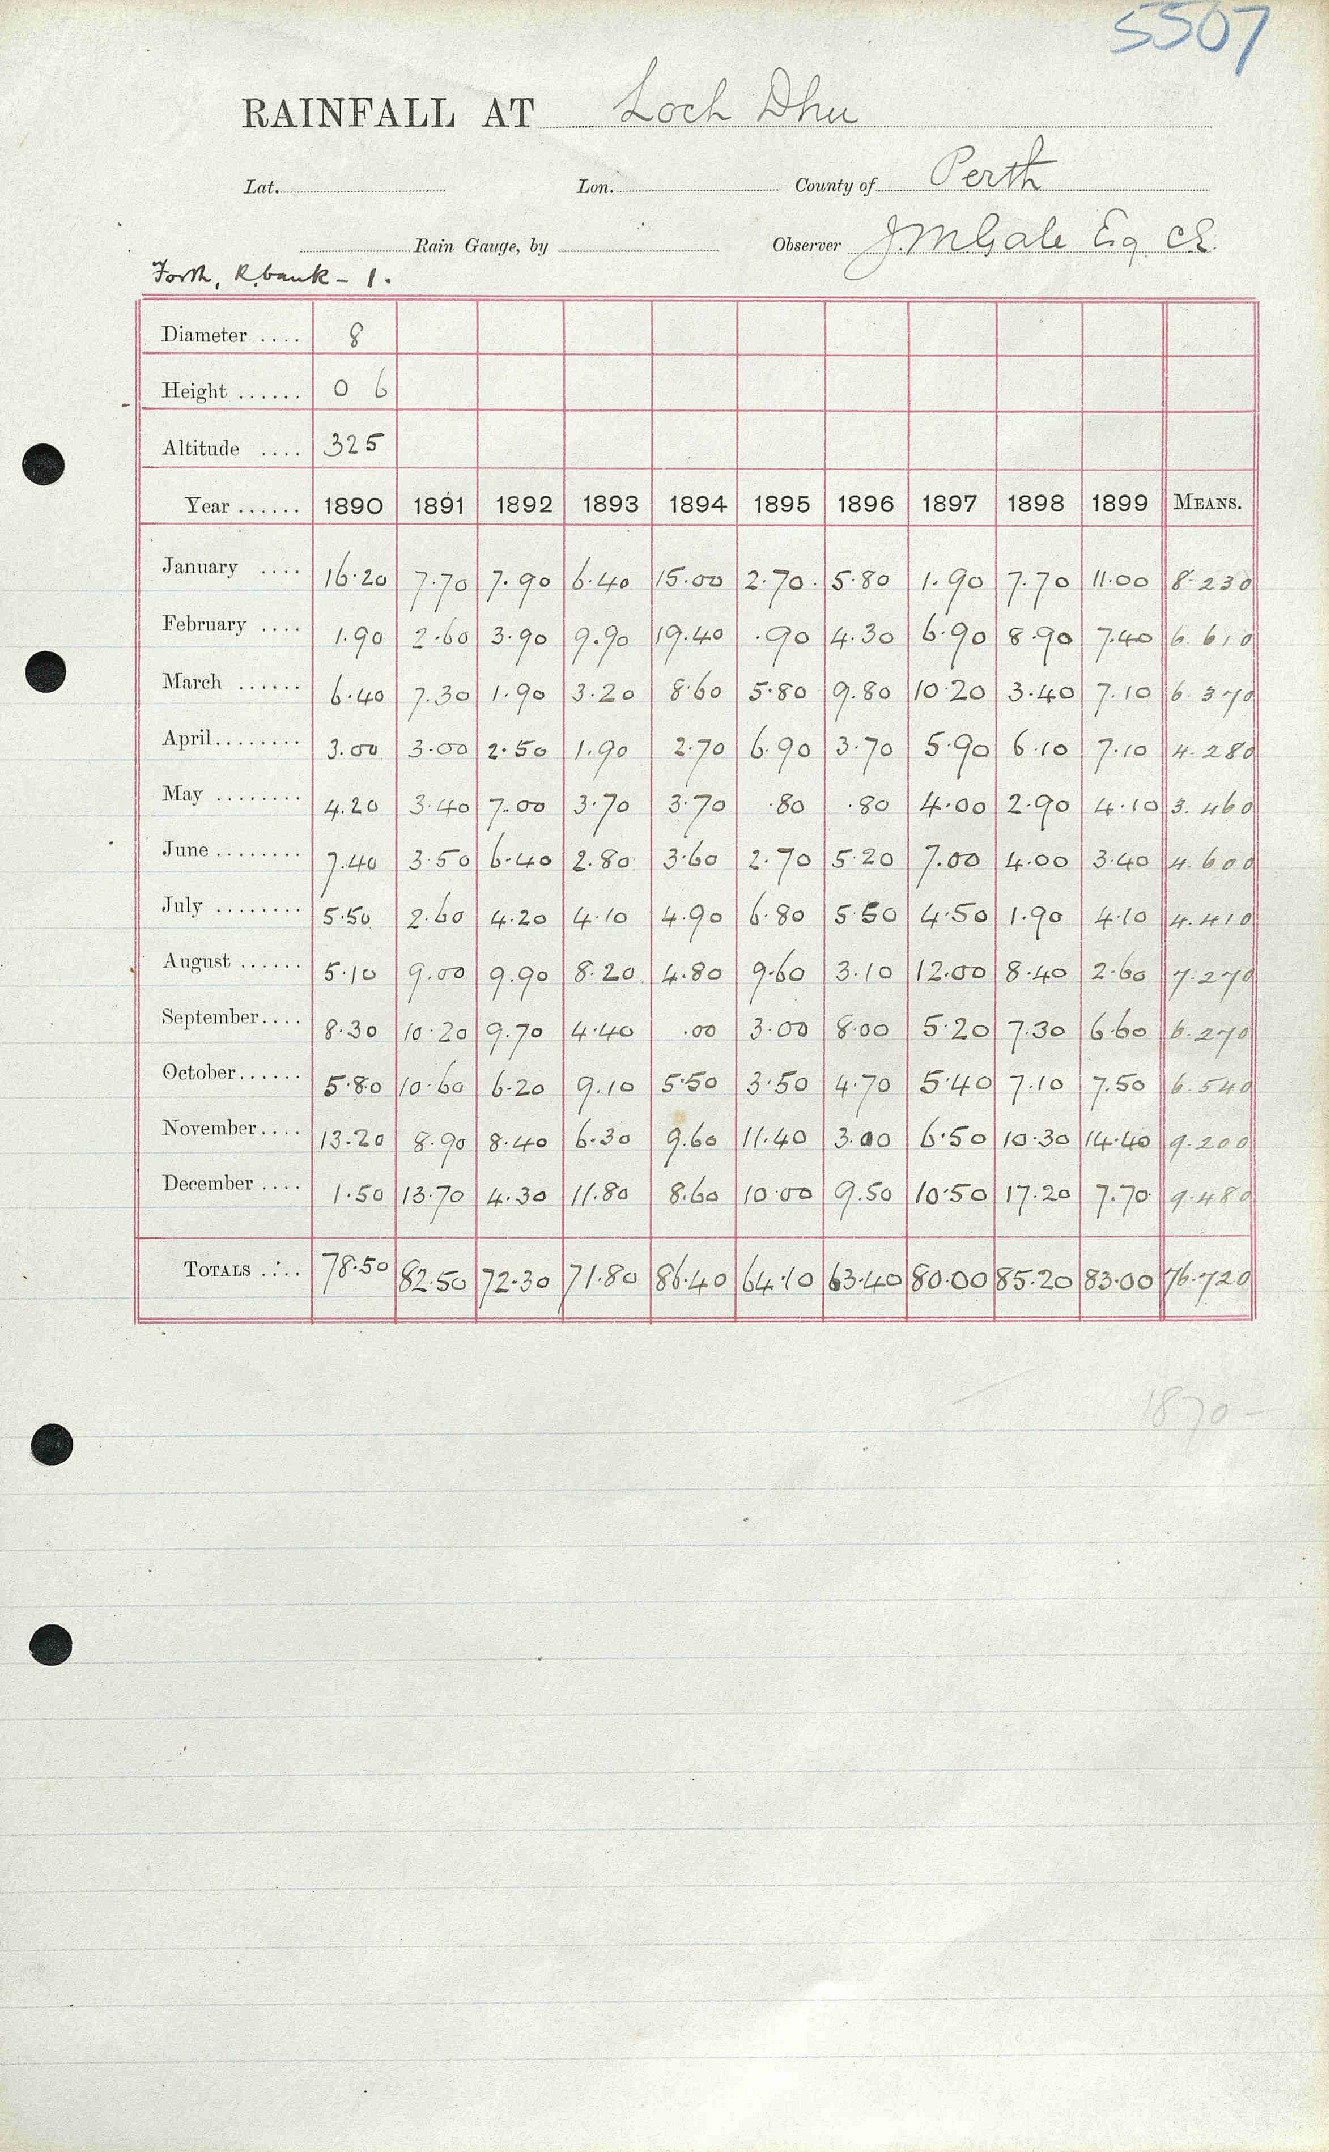 5507
RAINFALL AT Loch Dhu
Lat. Lon. County of Perth
Rain Gauge, by Observer J. M Gale Esq C.E.
Forth, R. bank - 1.
Diameter .... 8
Height ...... 0 6
Altitude .... 325
Year ...... 1890 1891 1892 1893 1894 1895 1896 1897 1898 1899 MEANS.
January .... 16.20 7.70 7.90 6.40 15.00 2.70 5.80 1.90 7.70 11.00 8.230
February .... 1.90 2.60 3.90 9.90 19.40 .90 4.30 6.90 8.90 7.40 6.610
March ...... 6.40 7.30 1.90 3.20 8.60 5.80 9.80 10.20 3.40 7.10 6.370
April........ 3.00 3.00 2.50 1.90 2.70 6.90 3.70 5.90 6.10 7.10 4.280
May ........ 4.20 3.40 7.00 3.70 3.70 .80 .80 4.00 2.90 4.10 3.460
June ........ 7.40 3.50 6.40 2.80 3.60 2.70 5.20 7.00 4.00 3.40 4.600
July ........ 5.50 2.60 4.20 4.10 4.90 6.80 5.50 4.50 1.90 4.10 4.410
August ...... 5.10 9.00 9.90 8.20 4.80 9.60 3.10 12.00 8.40 2.60 7.270
September.... 8.30 10.20 9.70 4.40 .00 3.00 8.00 5.20 7.30 6.60 6.270
October...... 5.80 10.60 6.20 9.10 5.50 3.50 4.70 5.40 7.10 7.50 6.540
November.... 13.20 8.90 8.40 6.30 9.60 11.40 3.00 6.50 10.30 14.40 9.200
December .... 1.50 13.70 4.30 11.80 8.60 10.00 9.50 10.50 17.20 7.70 9.480
TOTALS .... 78.50 82.50 72.30 71.80 86.40 64.10 63.40 80.00 85.20 83.00 76.720
1870 -